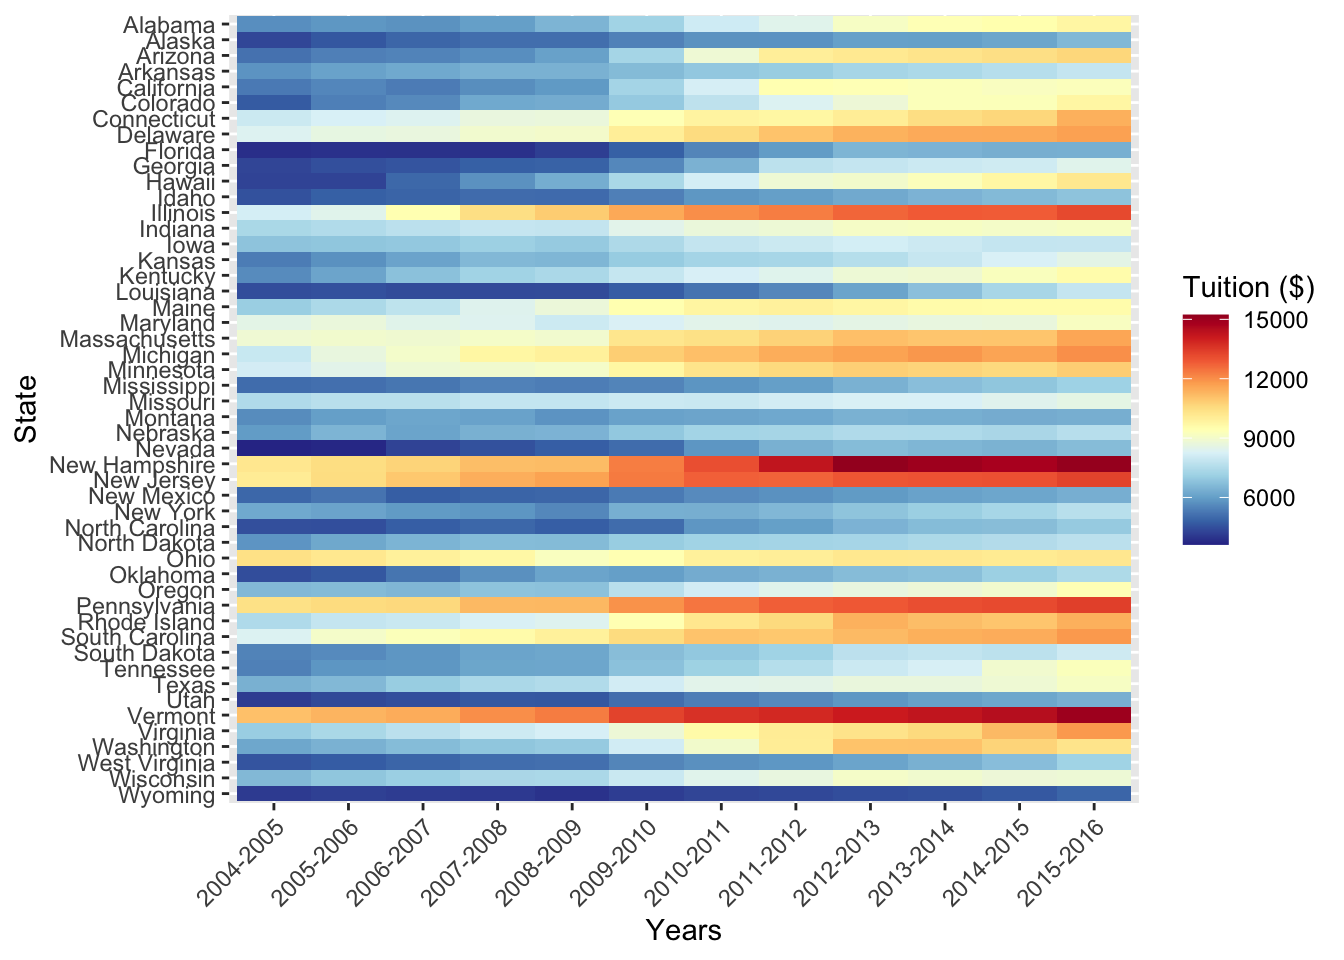 Alabama
Alaska
Arizona
Arkansas
California
Colorado
Connecticut
Delaware
Florida
Georgia
Hawaii
Idaho
Illinois
Indiana
Iowa
Kansas
Kentucky
Louisiana
Maine
Maryland
Massachusetts
Michigan
Minnesota
Mississippi
Missouri
Montana
Nebraska
Nevada
New Hampshire
New Jersey
New Mexico
New York
North Carolina
North Dakota
Ohio
Oklahoma
Oregon
Pennsylvania
Rhode Island
South Carolina
South Dakota
Tennessee
Texas
Utah
Vermont
Virginia
Washington
West Virginia
Wisconsin
Wyoming
State
2004-2005
2005-2006
2006-2007
2007-2008
2008-2009
2009-2010
2010-2011
2011-2012
2012-2013
2013-2014
2014-2015
2015-2016
Years
Tuition ($)
15000
12000
9000
6000